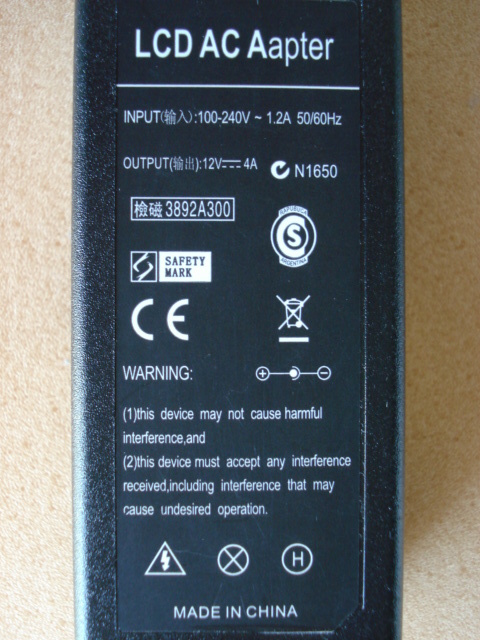 LCD AC Aapter
INPUT(输入):100-240V ~ 1.2A 50/60Hz
OUTPUT(输出):12V⎓ 4A
N1650
檢磁 3892A300
S
ARGENTINA
SAFETY
MARK
CE
WARNING:
(1)this device may not cause harmful
interference,and
(2)this device must accept any interference
received,including interference that may
cause undesired operation.
H
MADE IN CHINA